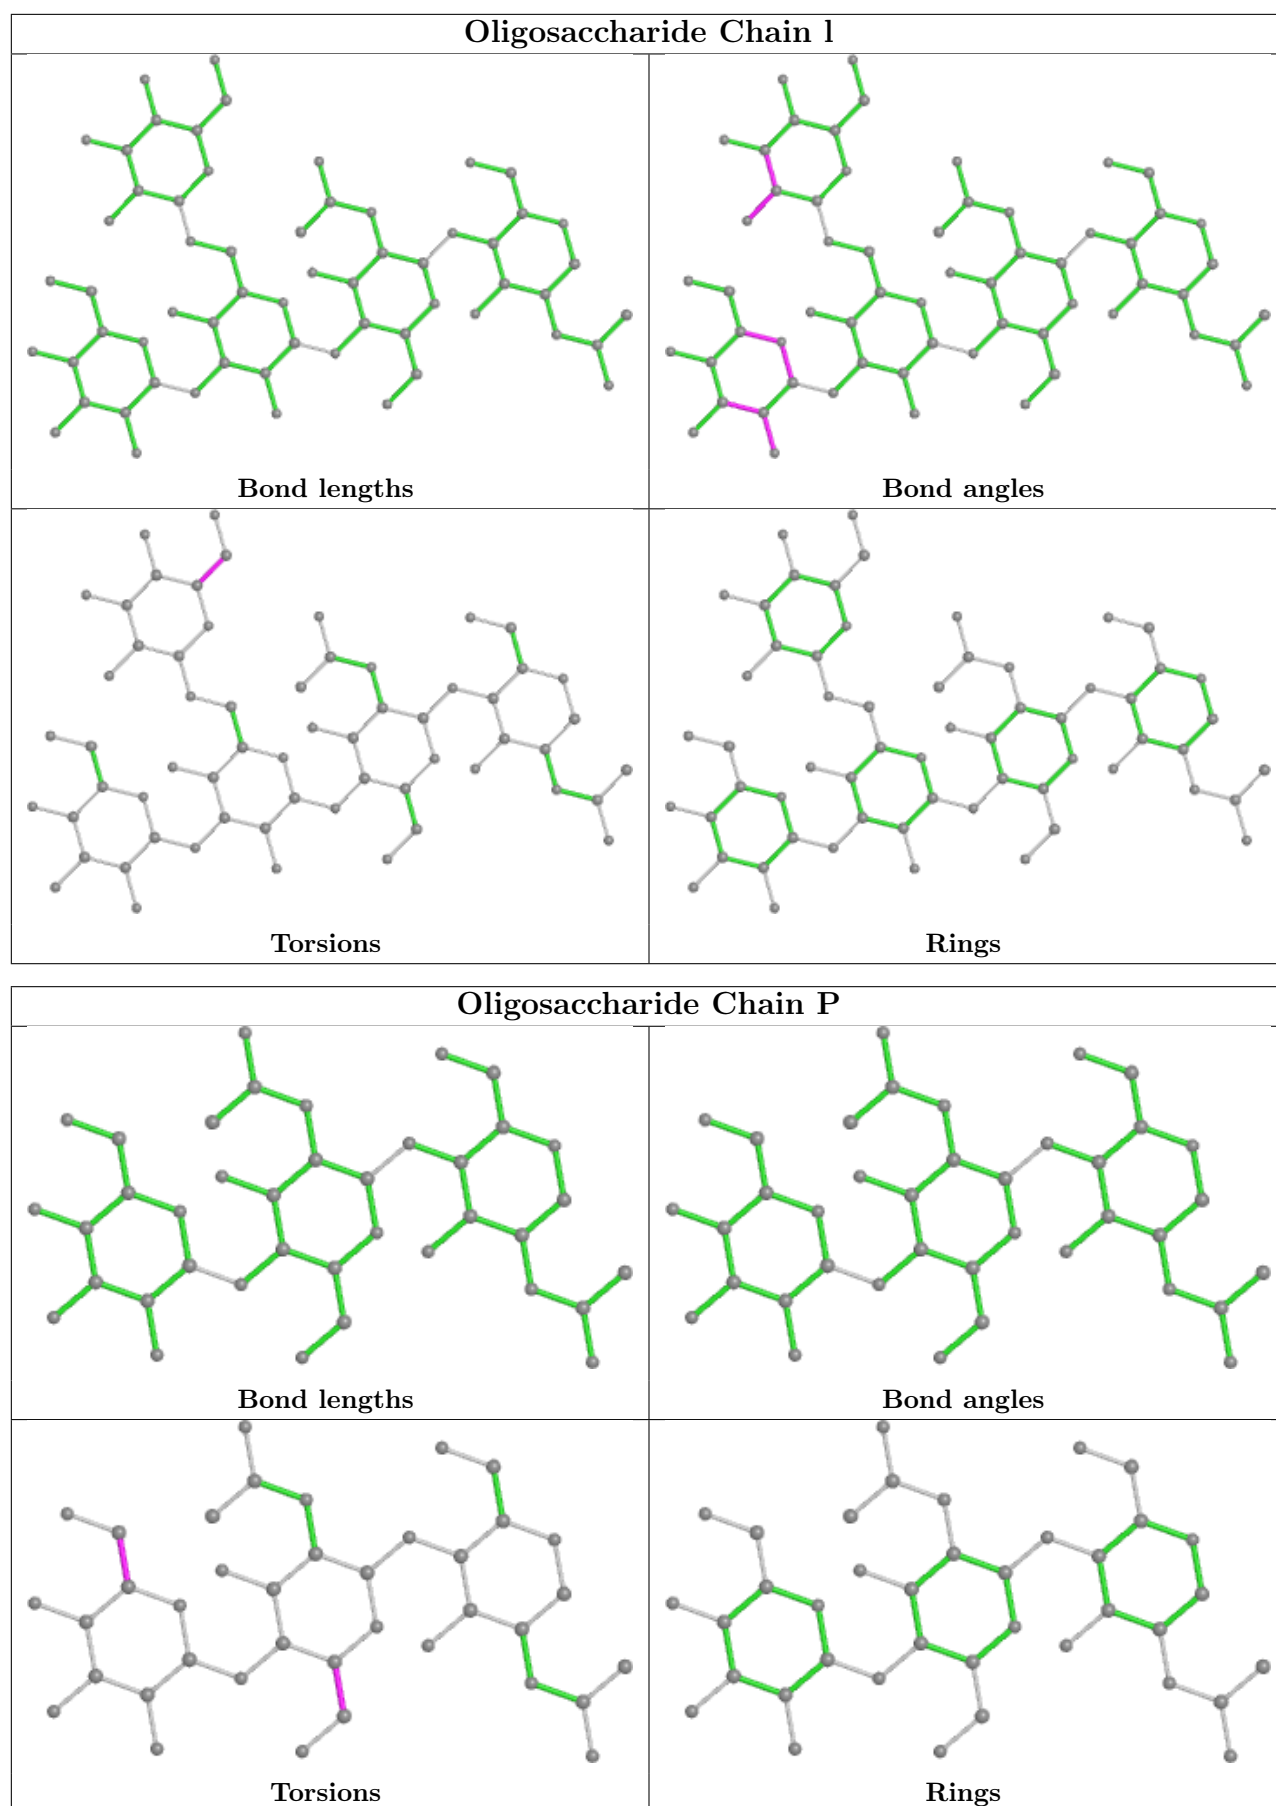 Oligosaccharide Chain l
Bond lengths
Bond angles
Torsions
Rings
Oligosaccharide Chain P
Bond lengths
Bond angles
Torsions
Rings